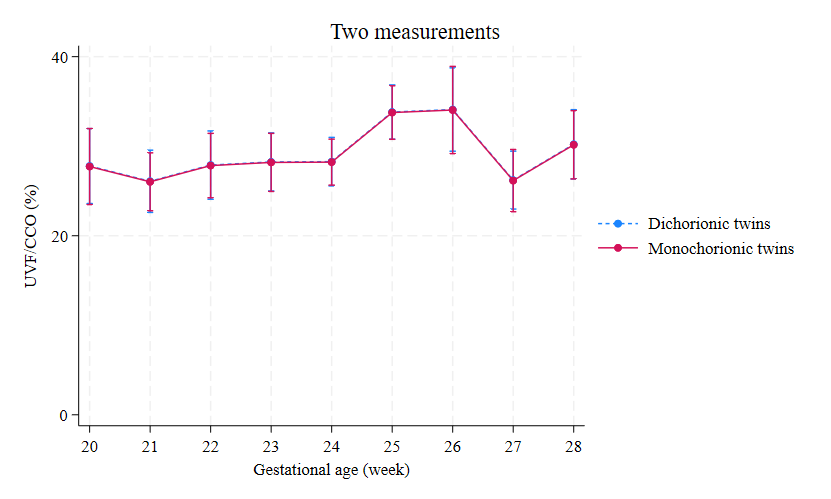 Two measurements
40
20
0
UVF/CCO (%)
20 21 22 23 24 25 26 27 28
Gestational age (week)
Dichorionic twins
Monochorionic twins